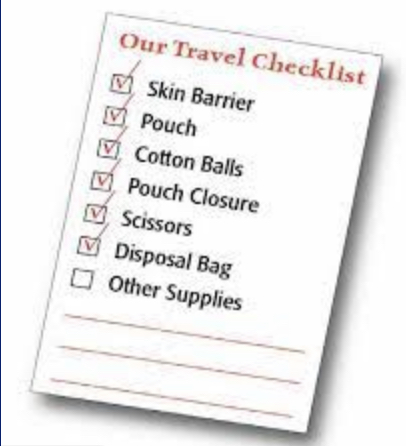 Our Travel Checklist
Skin Barrier
Pouch
Cotton Balls
Pouch Closure
Scissors
Disposal Bag
Other Supplies